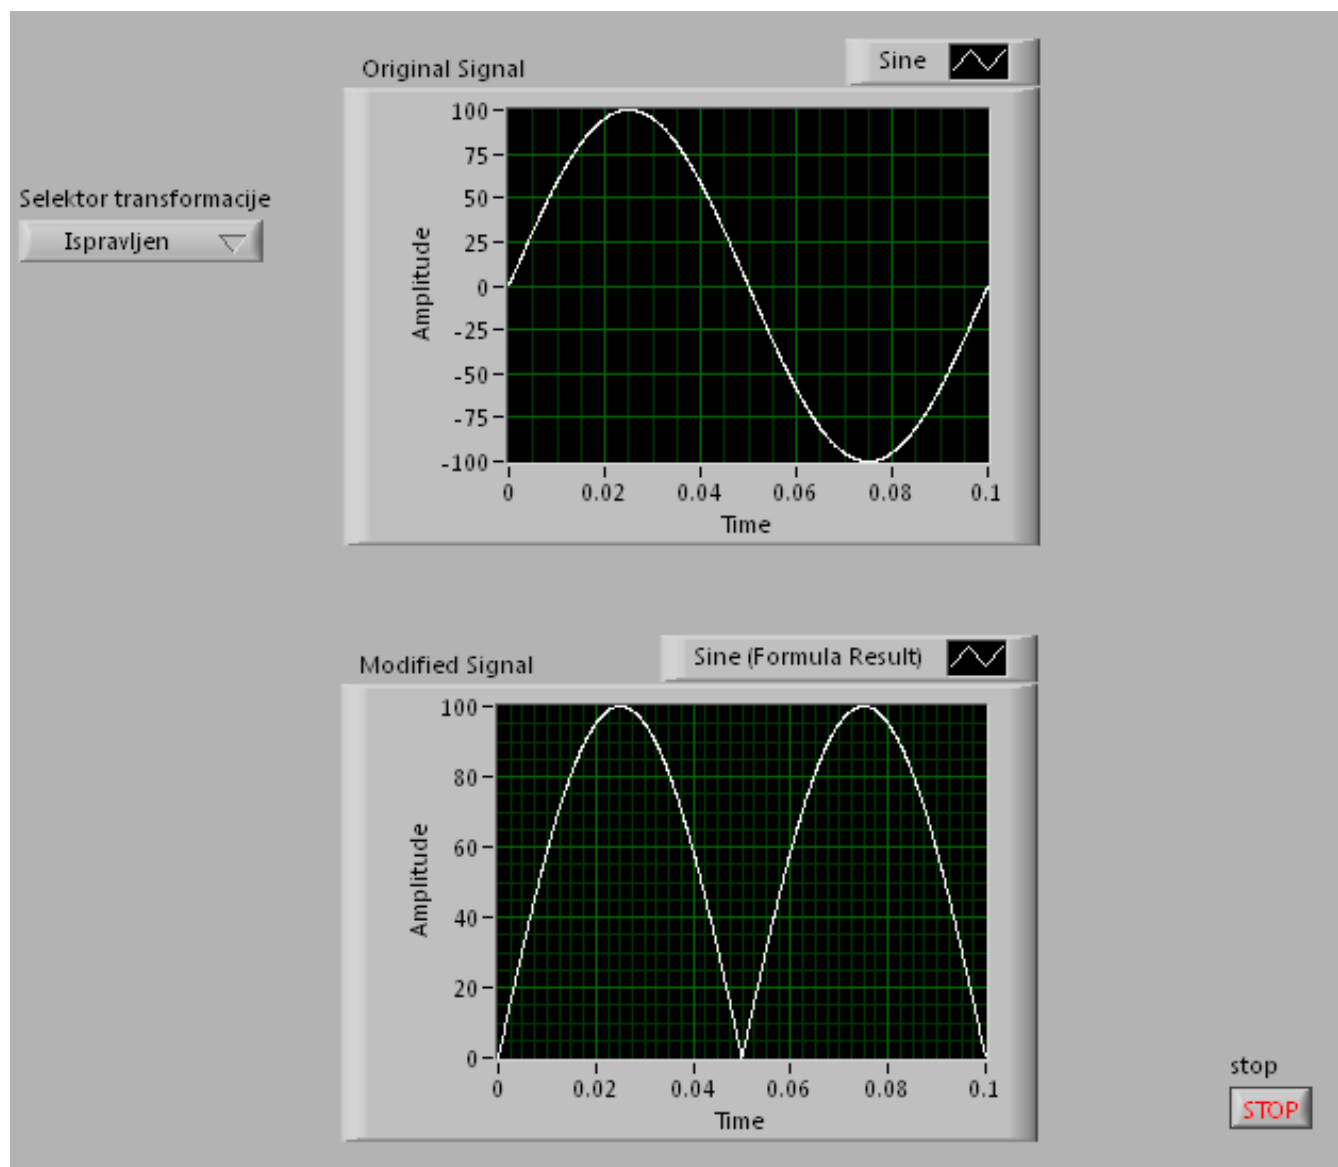 Original Signal
Sine
Selektor transformacije
Ispravljen
Amplitude
100
75
50
25
0
-25
-50
-75
-100
0 0.02 0.04 0.06 0.08 0.1
Time
Modified Signal
Sine (Formula Result)
Amplitude
100
80
60
40
20
0
0 0.02 0.04 0.06 0.08 0.1
Time
stop
STOP